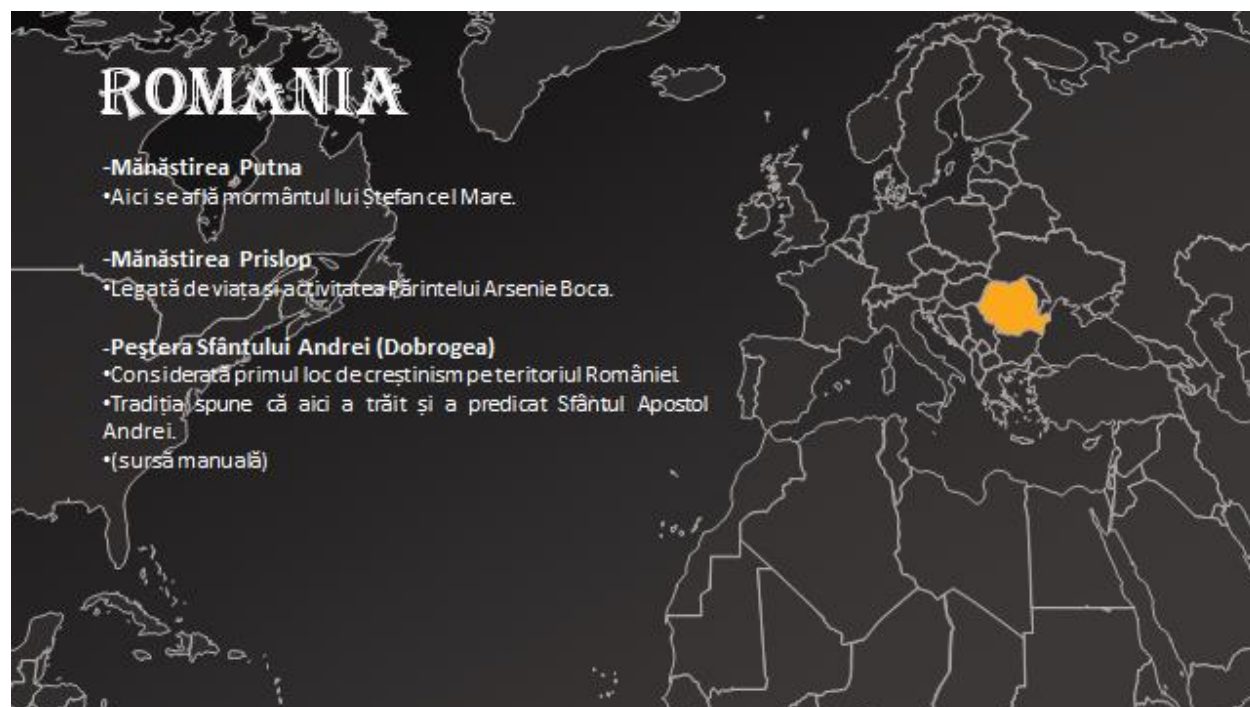 ROMANIA
-Mănăstirea Putna
•Aici se află mormântul lui Ștefan cel Mare.
-Mănăstirea Prislop
•Legată de viața și activitatea Părintelui Arsenie Boca.
-Peștera Sfântului Andrei (Dobrogea)
•Considerată primul loc de creștinism pe teritoriul României.
•Tradiția spune că aici a trăit și a predicat Sfântul Apostol
Andrei.
•(sursă manuală)